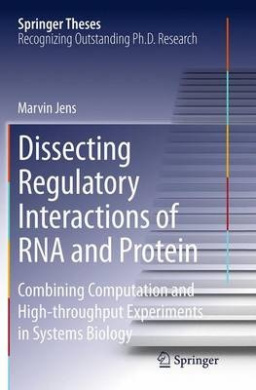 Springer Theses
Recognizing Outstanding Ph.D. Research
Marvin Jens
Dissecting
Regulatory
Interactions of
RNA and Protein
Combining Computation and
High-throughput Experiments
in Systems Biology
Springer